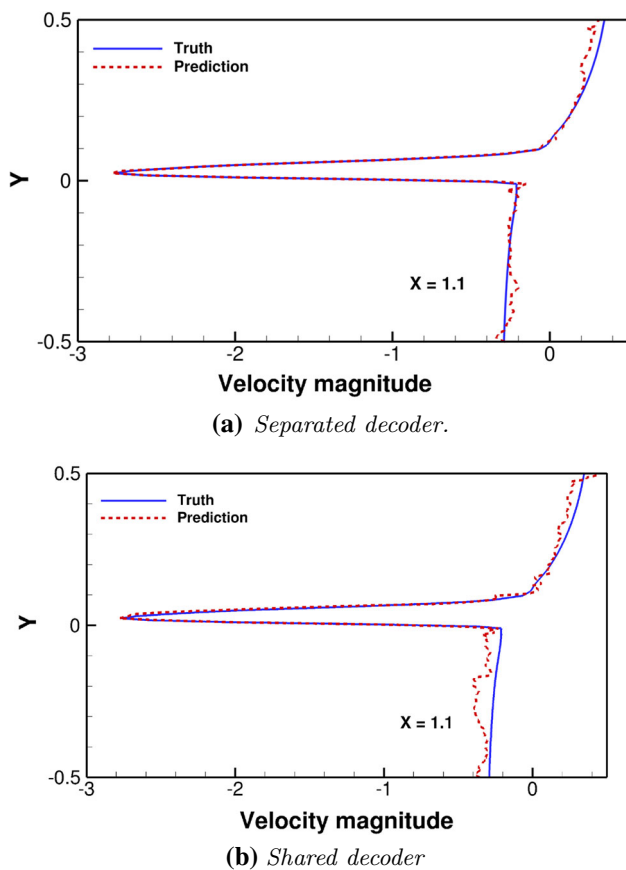 0.5
Truth
Prediction
Y
0
X = 1.1
-0.5
-3
-2
-1
0
Velocity magnitude
(a) Separated decoder.
0.5
Truth
Prediction
Y
0
X = 1.1
-0.5
-3
-2
-1
0
Velocity magnitude
(b) Shared decoder